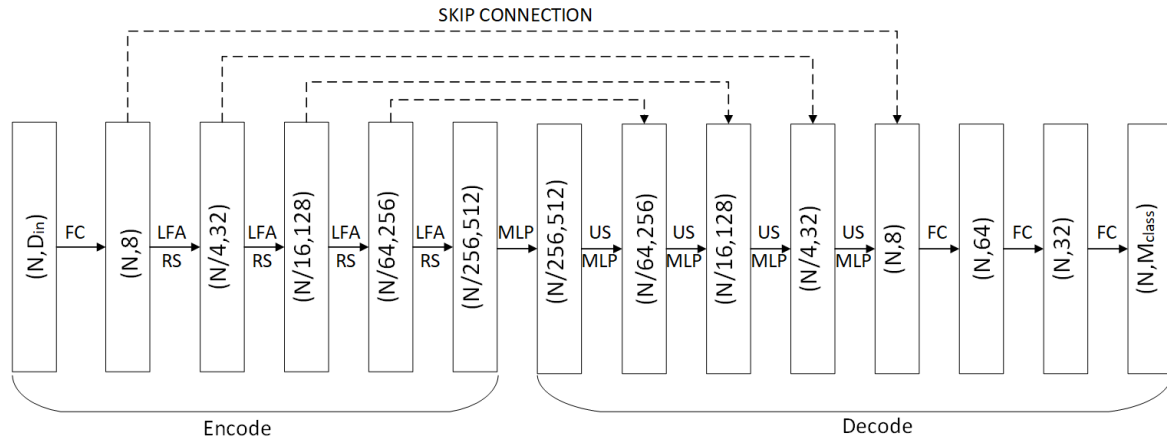 SKIP CONNECTION
(N,Din)
FC
(N,8)
LFA
RS
(N/4,32)
LFA
RS
(N/16,128)
LFA
RS
(N/64,256)
LFA
RS
(N/256,512)
MLP
(N/256,512)
US
MLP
(N/64,256)
US
MLP
(N/16,128)
US
MLP
(N/4,32)
US
MLP
(N,8)
FC
(N,64)
FC
(N,32)
FC
(N,Mclass)
Encode
Decode